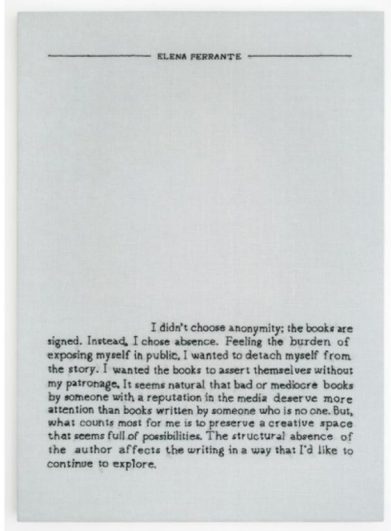 ELENA FERRANTE
I didn't choose anonymity; the books are
signed. Instead, I chose absence. Feeling the burden of
exposing myself in public, I wanted to detach myself from
the story. I wanted the books to assert themselves without
my patronage. It seems natural that bad or mediocre books
by someone with a reputation in the media deserve more
attention than books written by someone who is no one. But,
what counts most for me is to preserve a creative space
that seems full of possibilities. The structural absence of
the author affects the writing in a way that I'd like to
continue to explore.